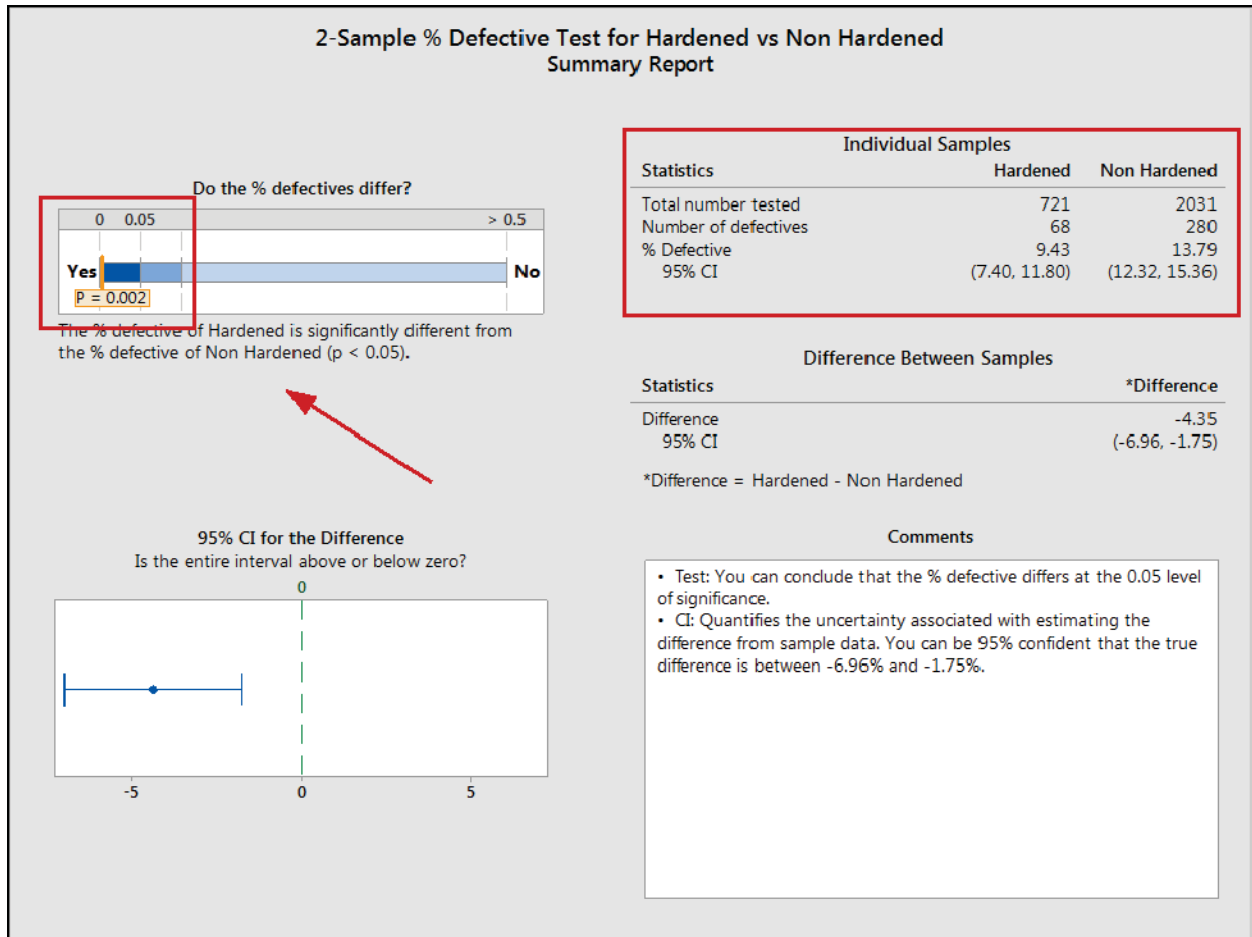 2-Sample % Defective Test for Hardened vs Non Hardened
Summary Report
Do the % defectives differ?
0 0.05 > 0.5
Yes No
P = 0.002
The % defective of Hardened is significantly different from
the % defective of Non Hardened (p < 0.05).
Individual Samples
Statistics Hardened Non Hardened
Total number tested 721 2031
Number of defectives 68 280
% Defective 9.43 13.79
95% CI (7.40, 11.80) (12.32, 15.36)
Difference Between Samples
Statistics *Difference
Difference -4.35
95% CI (-6.96, -1.75)
*Difference = Hardened - Non Hardened
95% CI for the Difference
Is the entire interval above or below zero?
0
-5 0 5
Comments
• Test: You can conclude that the % defective differs at the 0.05 level
of significance.
• CI: Quantifies the uncertainty associated with estimating the
difference from sample data. You can be 95% confident that the true
difference is between -6.96% and -1.75%.